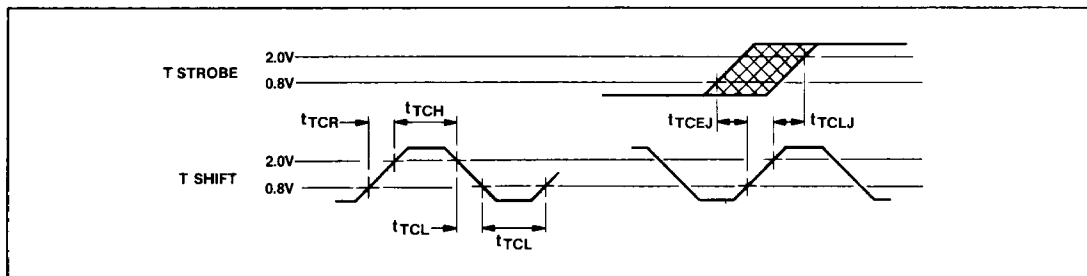 2.0V
T STROBE
0.8V
tTCR
tTCH
tTCEJ
tTCLJ
2.0V
T SHIFT
0.8V
tTCL
tTCL